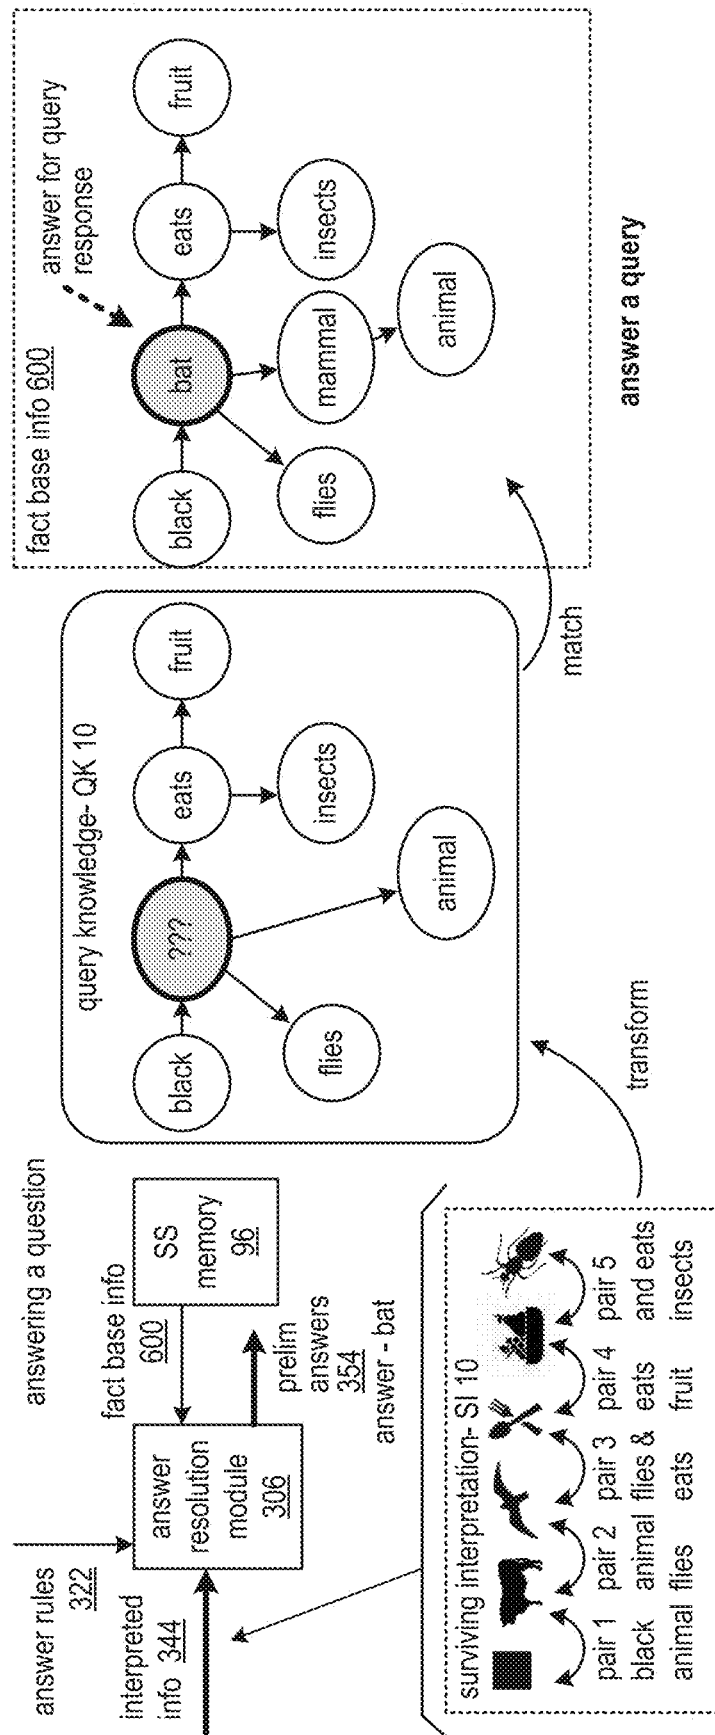 answering a question
answer rules
322
interpreted
info 344
answer
resolution
module
306
fact base info
600
SS
memory
96
prelim
answers
354
answer - bat
surviving interpretation- SI 10
pair 1
black
animal
pair 2
animal
flies
pair 3
flies &
eats
pair 4
eats
fruit
pair 5
and eats
insects
transform
query knowledge- QK 10
black
???
eats
fruit
flies
animal
insects
match
fact base info 600
answer for query
response
black
bat
eats
fruit
flies
mammal
insects
animal
answer a query